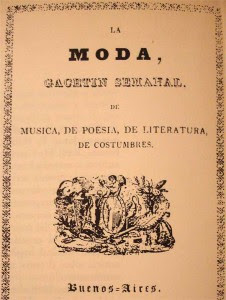 LA
MODA,
GACETIN SEMANAL,
DE
MUSICA, DE POESIA, DE LITERATURA,
DE COSTUMBRES.
Buenos=Aires.